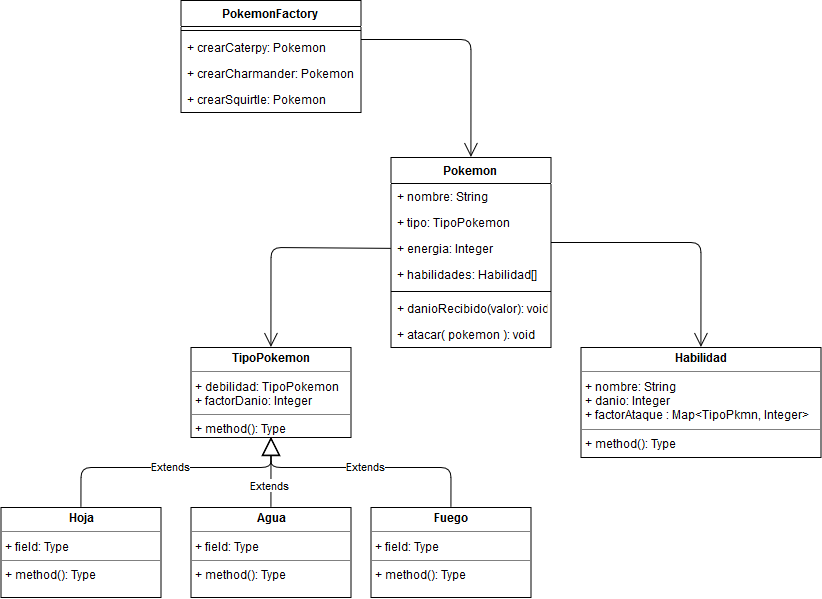 PokemonFactory
+ crearCaterpy: Pokemon
+ crearCharmander: Pokemon
+ crearSquirtle: Pokemon
Pokemon
+ nombre: String
+ tipo: TipoPokemon
+ energia: Integer
+ habilidades: Habilidad[]
+ danioRecibido(valor): void
+ atacar( pokemon ): void
TipoPokemon
+ debilidad: TipoPokemon
+ factorDanio: Integer
+ method(): Type
Habilidad
+ nombre: String
+ danio: Integer
+ factorAtaque : Map<TipoPkmn, Integer>
+ method(): Type
Extends
Extends
Extends
Hoja
+ field: Type
+ method(): Type
Agua
+ field: Type
+ method(): Type
Fuego
+ field: Type
+ method(): Type